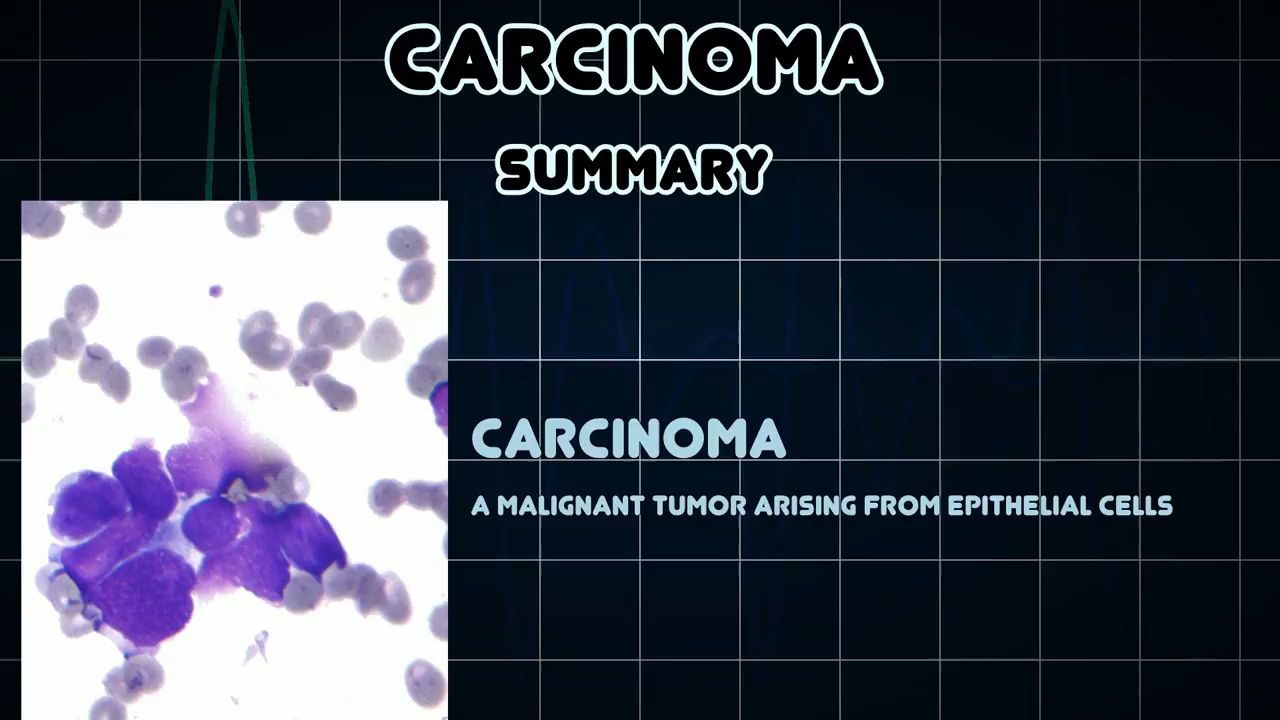 CARCINOMA
SUMMARY
CARCINOMA
A MALIGNANT TUMOR ARISING FROM EPITHELIAL CELLS